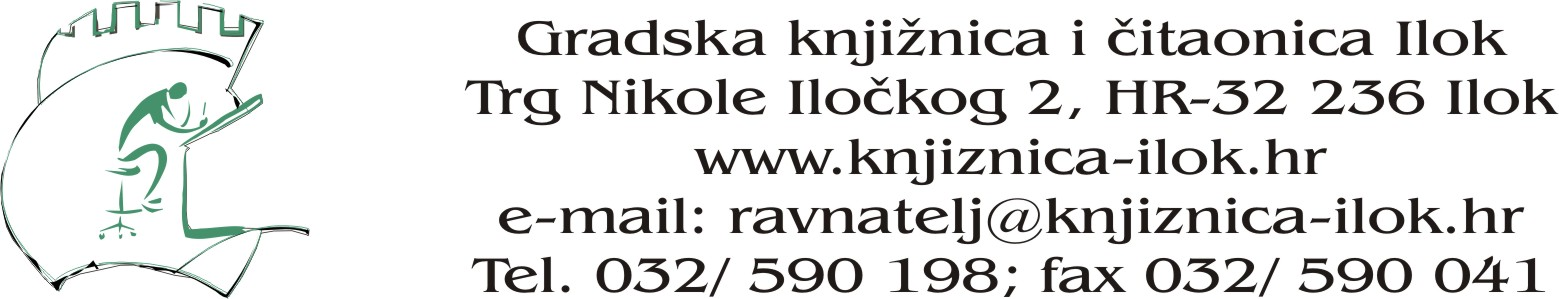 Gradska knjižnica i čitaonica Ilok
Trg Nikole Iločkog 2, HR-32 236 Ilok
www.knjiznica-ilok.hr
e-mail: ravnatelj@knjiznica-ilok.hr
Tel. 032/ 590 198; fax 032/ 590 041